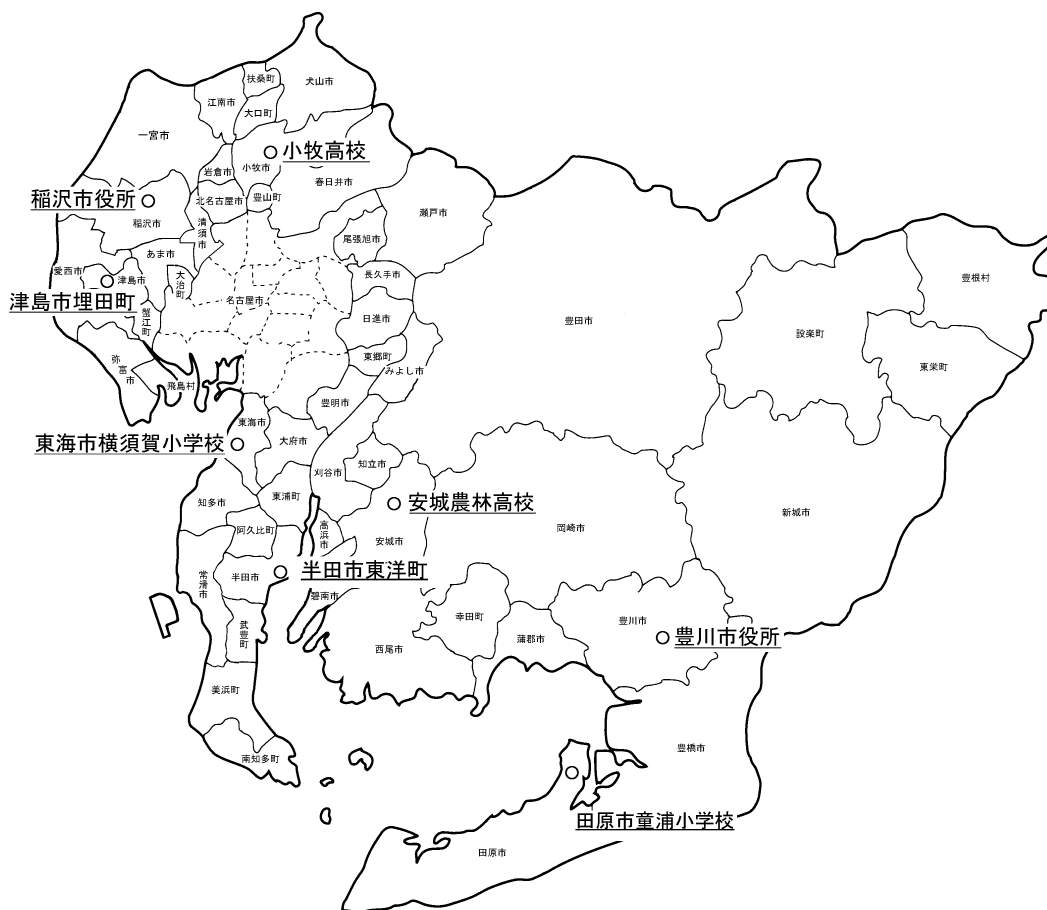 扶桑町
犬山市
江南市
大口町
一宮市
小牧高校
岩倉市
小牧市
春日井市
稲沢市役所
北名古屋市
豊山町
瀬戸市
稲沢市
清須市
尾張旭市
あま市
愛西市
津島市
大治町
長久手市
豊根村
津島市埋田町
名古屋市
蟹江町
日進市
豊田市
設楽町
東郷町
みよし市
東栄町
弥富市
飛島村
豊明市
東海市
大府市
東海市横須賀小学校
刈谷市
知立市
知多市
東浦町
安城農林高校
新城市
阿久比町
高浜市
安城市
岡崎市
半田市
半田市東洋町
常滑市
碧南市
幸田町
豊川市
武豊町
西尾市
蒲郡市
豊川市役所
美浜町
豊橋市
南知多町
田原市童浦小学校
田原市